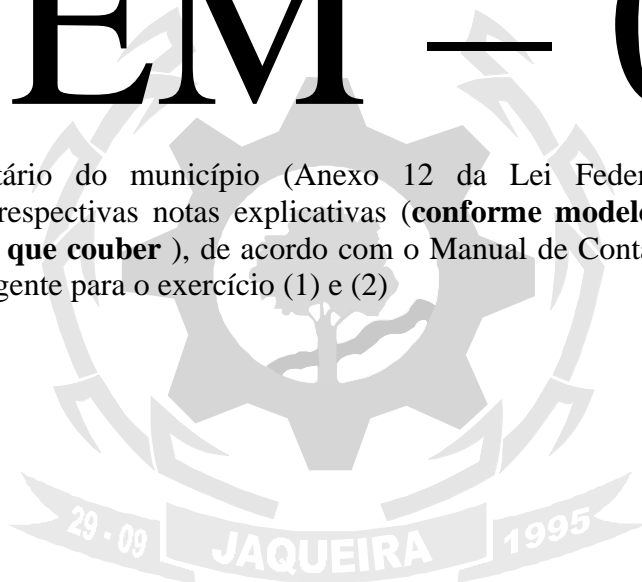 EM –
tário do município (Anexo 12 da Lei Feder
respectivas notas explicativas (conforme modelo
que couber ), de acordo com o Manual de Conta
gente para o exercício (1) e (2)
29 - 09
JAQUEIRA
1995